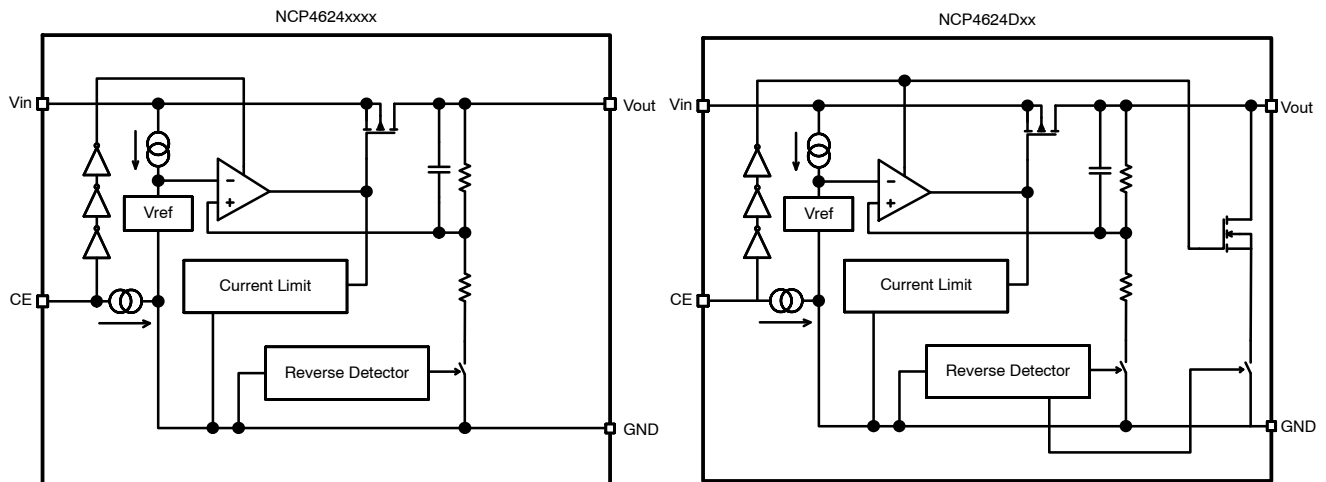 NCP4624xxxx
Vin
Vout
−
+
Vref
CE
Current Limit
Reverse Detector
GND
NCP4624Dxx
Vin
Vout
−
+
Vref
CE
Current Limit
Reverse Detector
GND